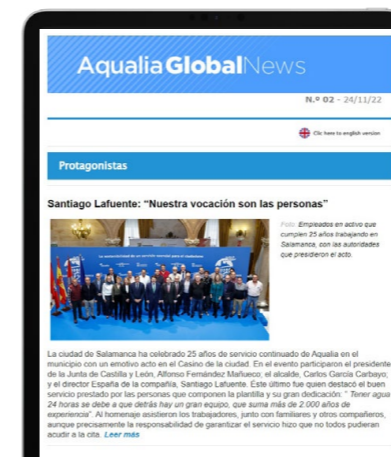 Aqualia GlobalNews
N.º 02 - 24/11/22
Clic here to english version
Protagonistas
Santiago Lafuente: “Nuestra vocación son las personas”
Foto: Empleados en activo que
cumplen 25 años trabajando en
Salamanca, con las autoridades
que presidieron el acto.
La ciudad de Salamanca ha celebrado 25 años de servicio continuado de Aqualia en el
municipio con un emotivo acto en el Casino de la ciudad. En el evento participaron el presidente
de la Junta de Castilla y León, Alfonso Fernández Mañueco; el alcalde, Carlos García Carbayo;
y el director España de la compañía, Santiago Lafuente. Este último fue quien destacó el buen
servicio prestado por las personas que componen la plantilla y su gran dedicación: “ Tener agua
24 horas se debe a que detrás hay un gran equipo, que suma más de 2.000 años de
experiencia”. Al homenaje asistieron los trabajadores, junto con familiares y otros compañeros,
aunque precisamente la responsabilidad de garantizar el servicio hizo que no todos pudieran
acudir a la cita. Leer más